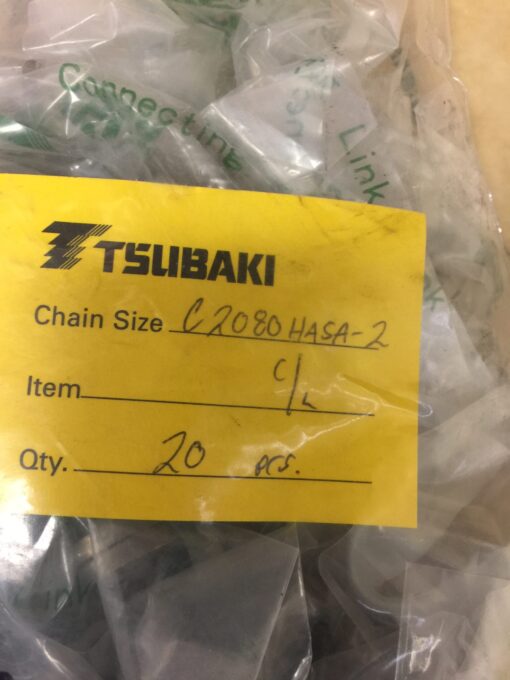 Connecting
Link
TSUBAKI
Chain Size C2080HASA-2
Item C/L
Qty. 20 pcs.